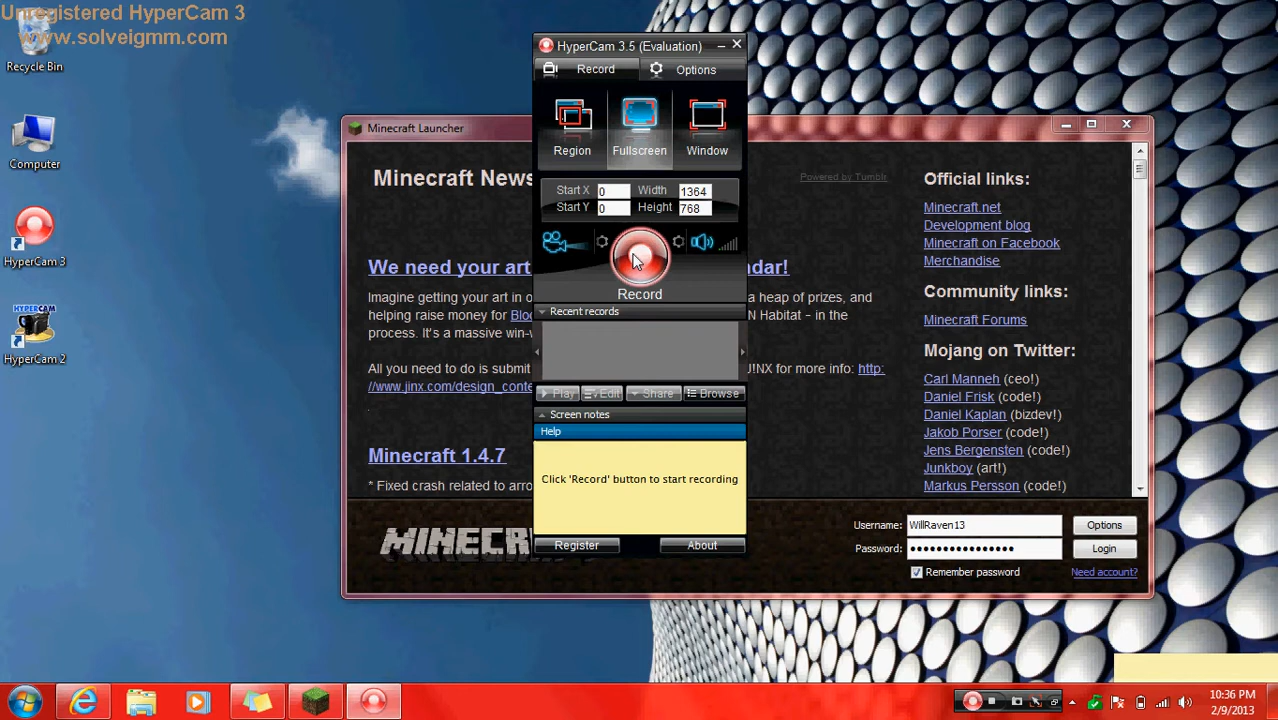 Unregistered HyperCam 3
www.solveigmm.com
Recycle Bin
Computer
HyperCam 3
HYPERCAM
HyperCam 2
HyperCam 3.5 (Evaluation)
Record
Options
Region
Fullscreen
Window
Start X 0 Width 1364
Start Y 0 Height 768
Record
Recent records
Play
Edit
Share
Browse
Screen notes
Help
Click 'Record' button to start recording
Register
About
Minecraft Launcher
Minecraft News
Powered by Tumblr
We need your art
dar!
Imagine getting your art in o
a heap of prizes, and
helping raise money for Bloc
N Habitat - in the
process. It's a massive win-w
All you need to do is submit
J!NX for more info: http:
//www.jinx.com/design_conte
Minecraft 1.4.7
* Fixed crash related to arro
Official links:
Minecraft.net
Development blog
Minecraft on Facebook
Merchandise
Community links:
Minecraft Forums
Mojang on Twitter:
Carl Manneh (ceo!)
Daniel Frisk (code!)
Daniel Kaplan (bizdev!)
Jakob Porser (code!)
Jens Bergensten (code!)
Junkboy (art!)
Markus Persson (code!)
MINECR
Username: WillRaven13
Options
Password: ●●●●●●●●●●●●●●●●
Login
Remember password
Need account?
10:36 PM
2/9/2013